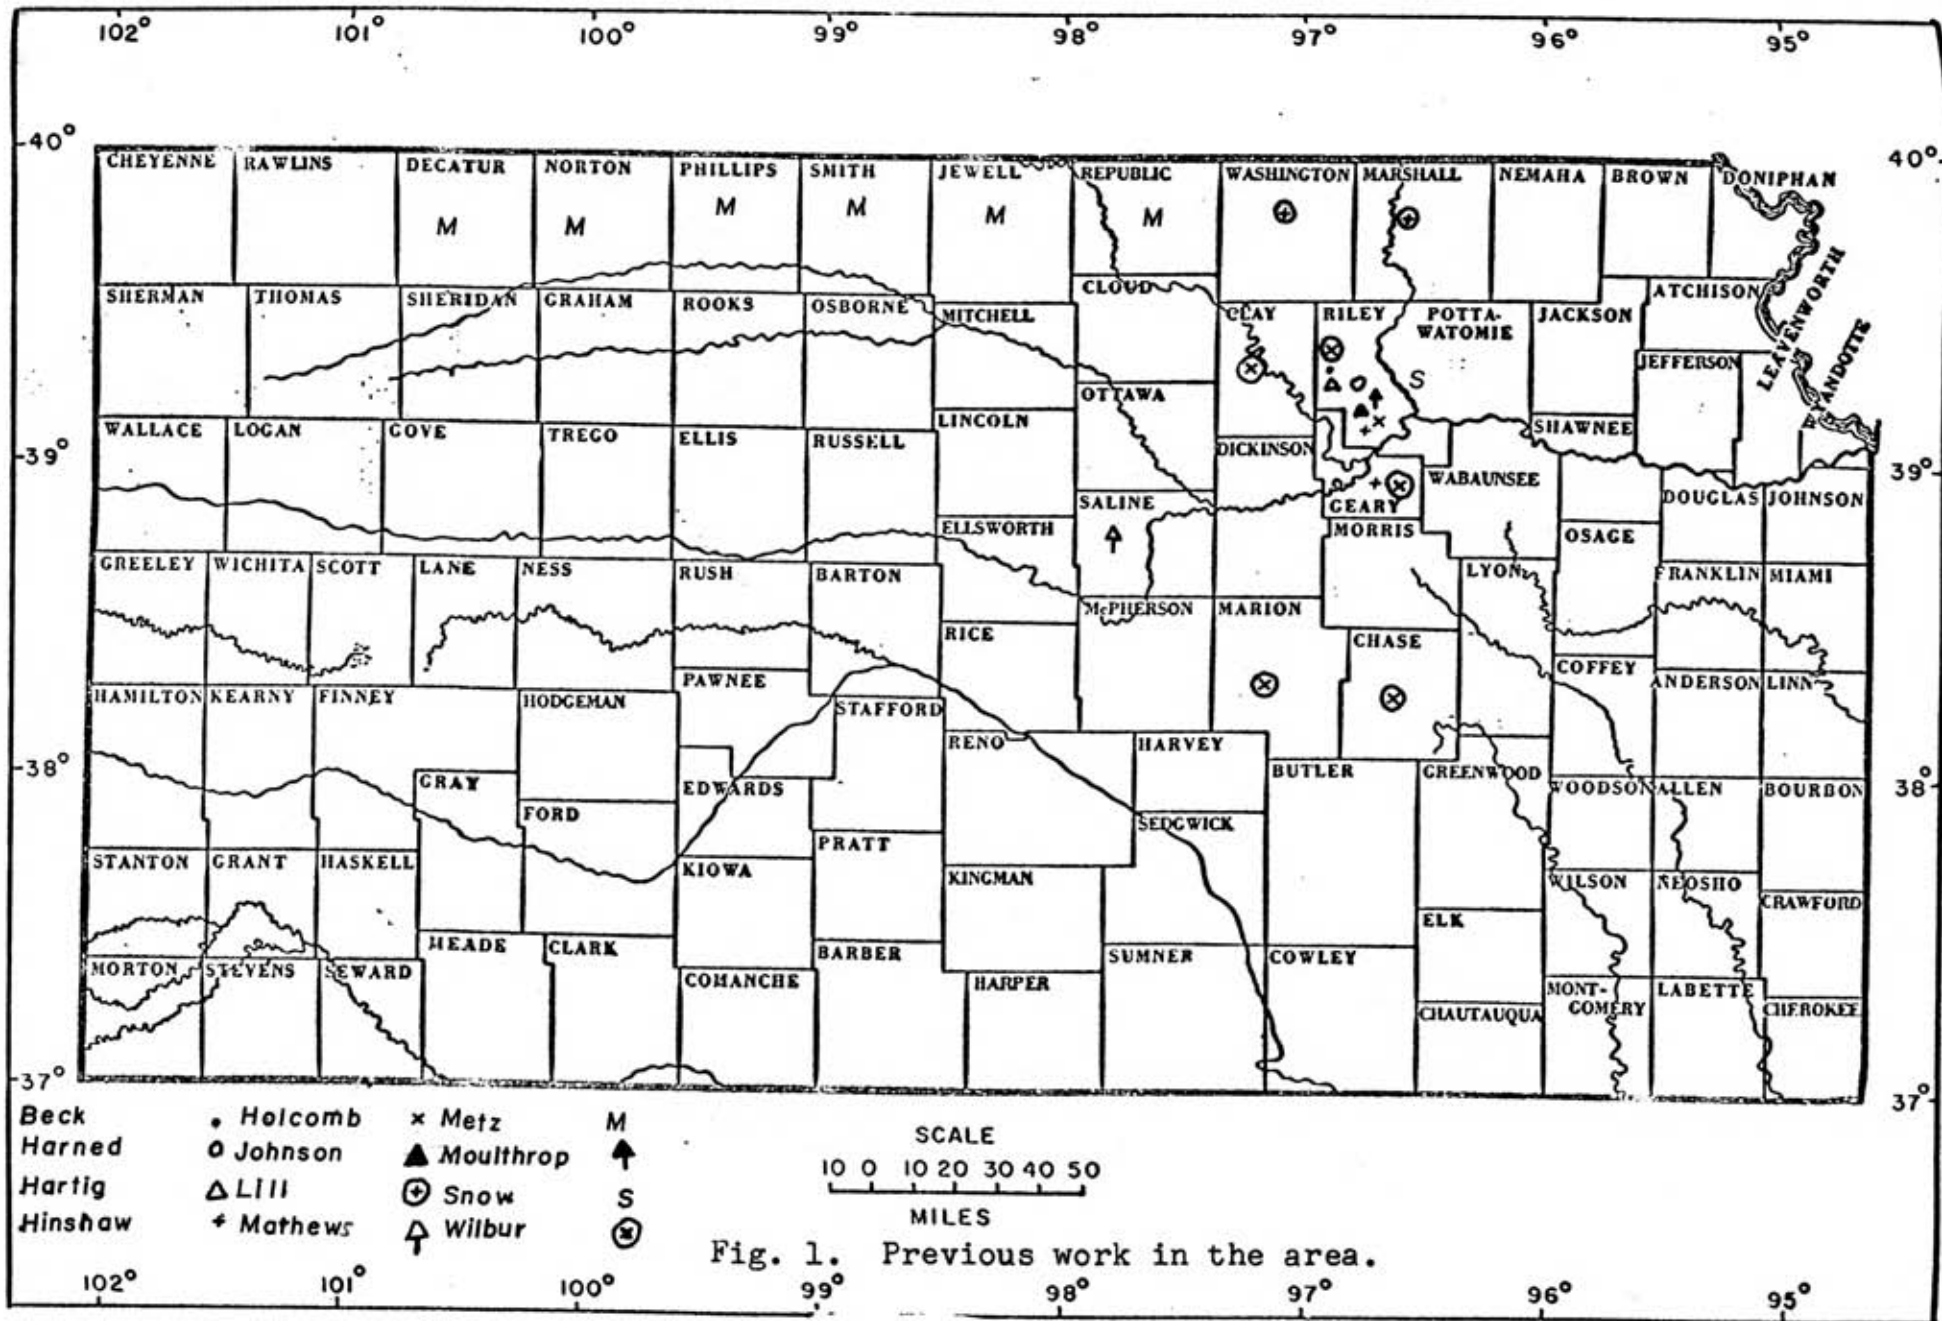 102° 101° 100° 99° 98° 97° 96° 95°
40° 40°
CHEYENNE RAWLINS DECATUR NORTON PHILLIPS SMITH JEWELL REPUBLIC WASHINGTON MARSHALL NEMAHA BROWN DONIPHAN
M M M M M M
SHERMAN THOMAS SHERIDAN GRAHAM ROOKS OSBORNE MITCHELL CLOUD CLAY RILEY POTTA-
WATOMIE JACKSON ATCHISON
JEFFERSON LEAVENWORTH WYANDOTTE
S
OTTAWA
LINCOLN
WALLACE LOGAN GOVE TREGO ELLIS RUSSELL DICKINSON SHAWNEE
39° 39°
SALINE GEARY WABAUNSEE DOUGLAS JOHNSON
ELLSWORTH MORRIS OSAGE
GREELEY WICHITA SCOTT LANE NESS RUSH BARTON LYON FRANKLIN MIAMI
McPHERSON MARION
RICE CHASE
COFFEY
HAMILTON KEARNY FINNEY HODGEMAN PAWNEE STAFFORD ANDERSON LINN
RENO HARVEY
38° 38°
GRAY EDWARDS BUTLER GREENWOOD WOODSON ALLEN BOURBON
FORD SEDGWICK
PRATT
STANTON GRANT HASKELL KIOWA KINGMAN WILSON NEOSHO
CRAWFORD
ELK
MEADE CLARK BARBER SUMNER COWLEY
MORTON STEVENS SEWARD COMANCHE HARPER MONT-
GOMERY LABETTE
CHAUTAUQUA CHEROKEE
37° 37°
Beck Holcomb Metz M
Harned Johnson Moulthrop
Hartig Lill Snow S
Hinshaw Mathews Wilbur
SCALE
10 0 10 20 30 40 50
MILES
Fig. 1. Previous work in the area.
102° 101° 100° 99° 98° 97° 96° 95°